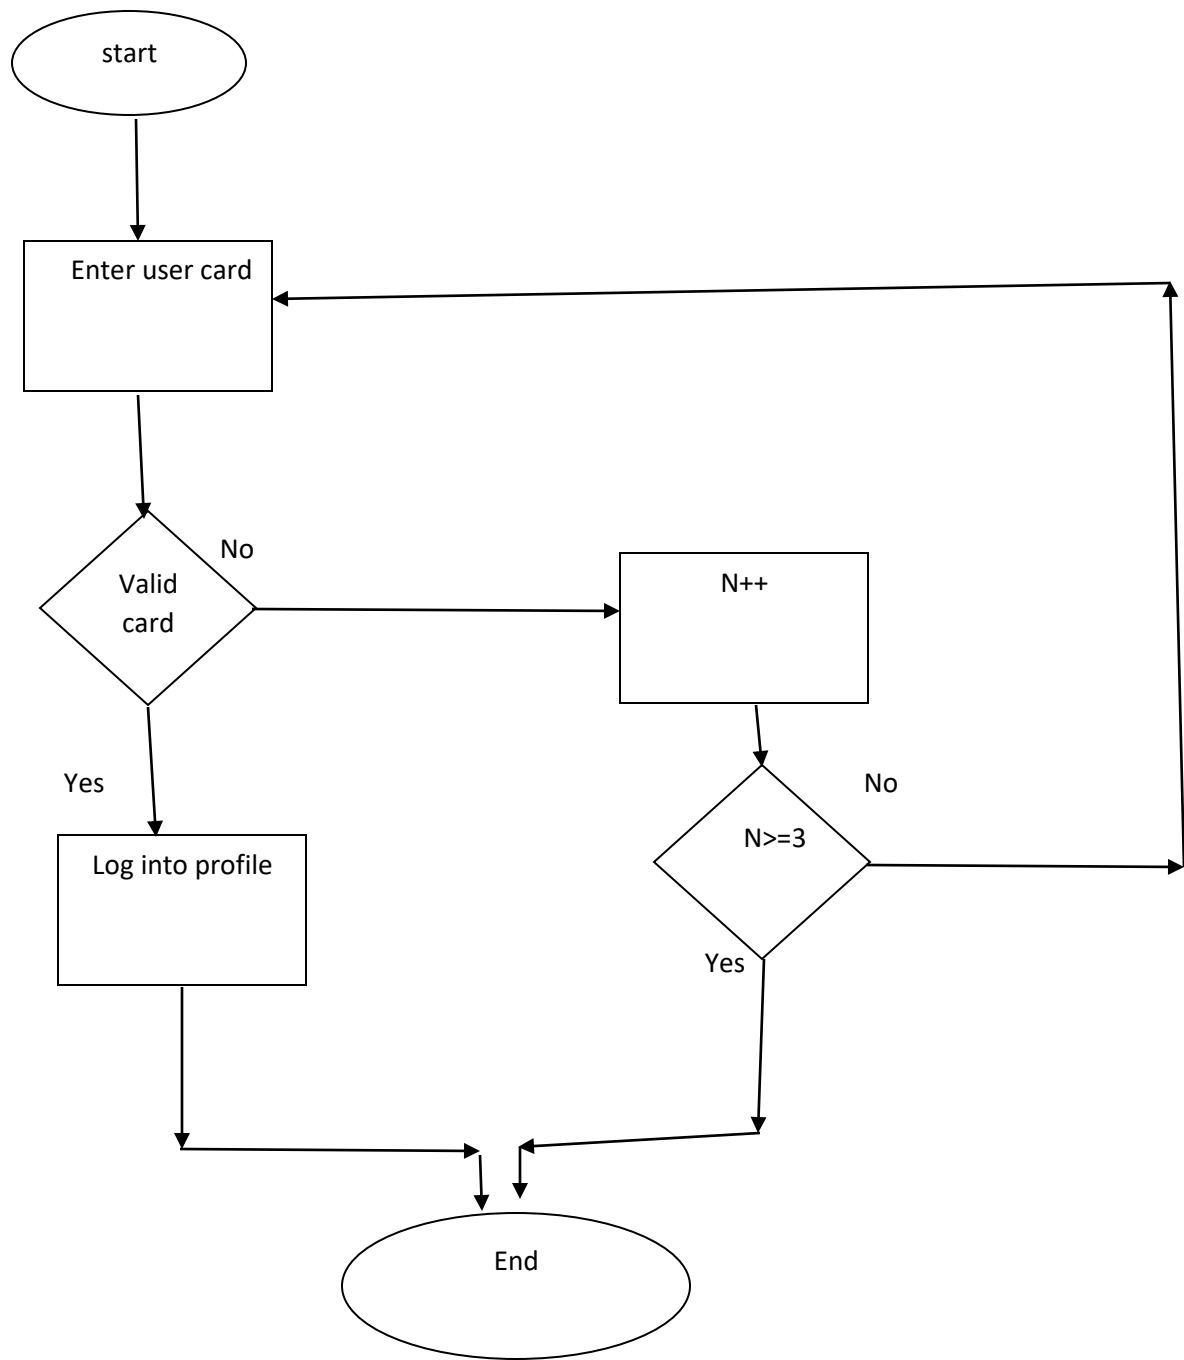 start
Enter user card
No
Valid
card
N++
Yes
No
Log into profile
N>=3
Yes
End